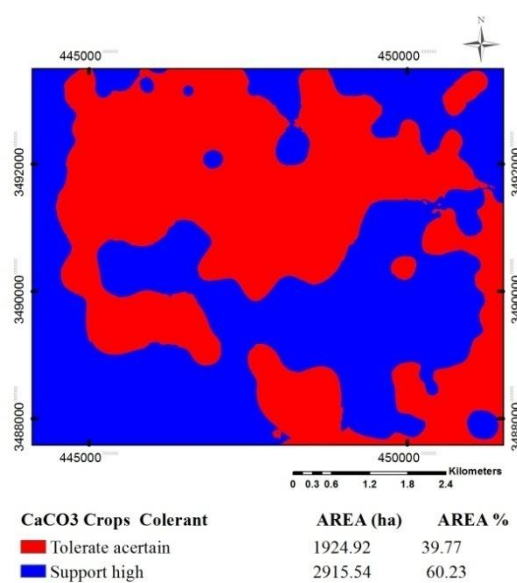 N
445000 450000
3492000 3492000
3490000 3490000
3488000 3488000
445000 450000
Kilometers
0 0.3 0.6 1.2 1.8 2.4
CaCO3 Crops Colerant AREA (ha) AREA %
Tolerate acertain 1924.92 39.77
Support high 2915.54 60.23